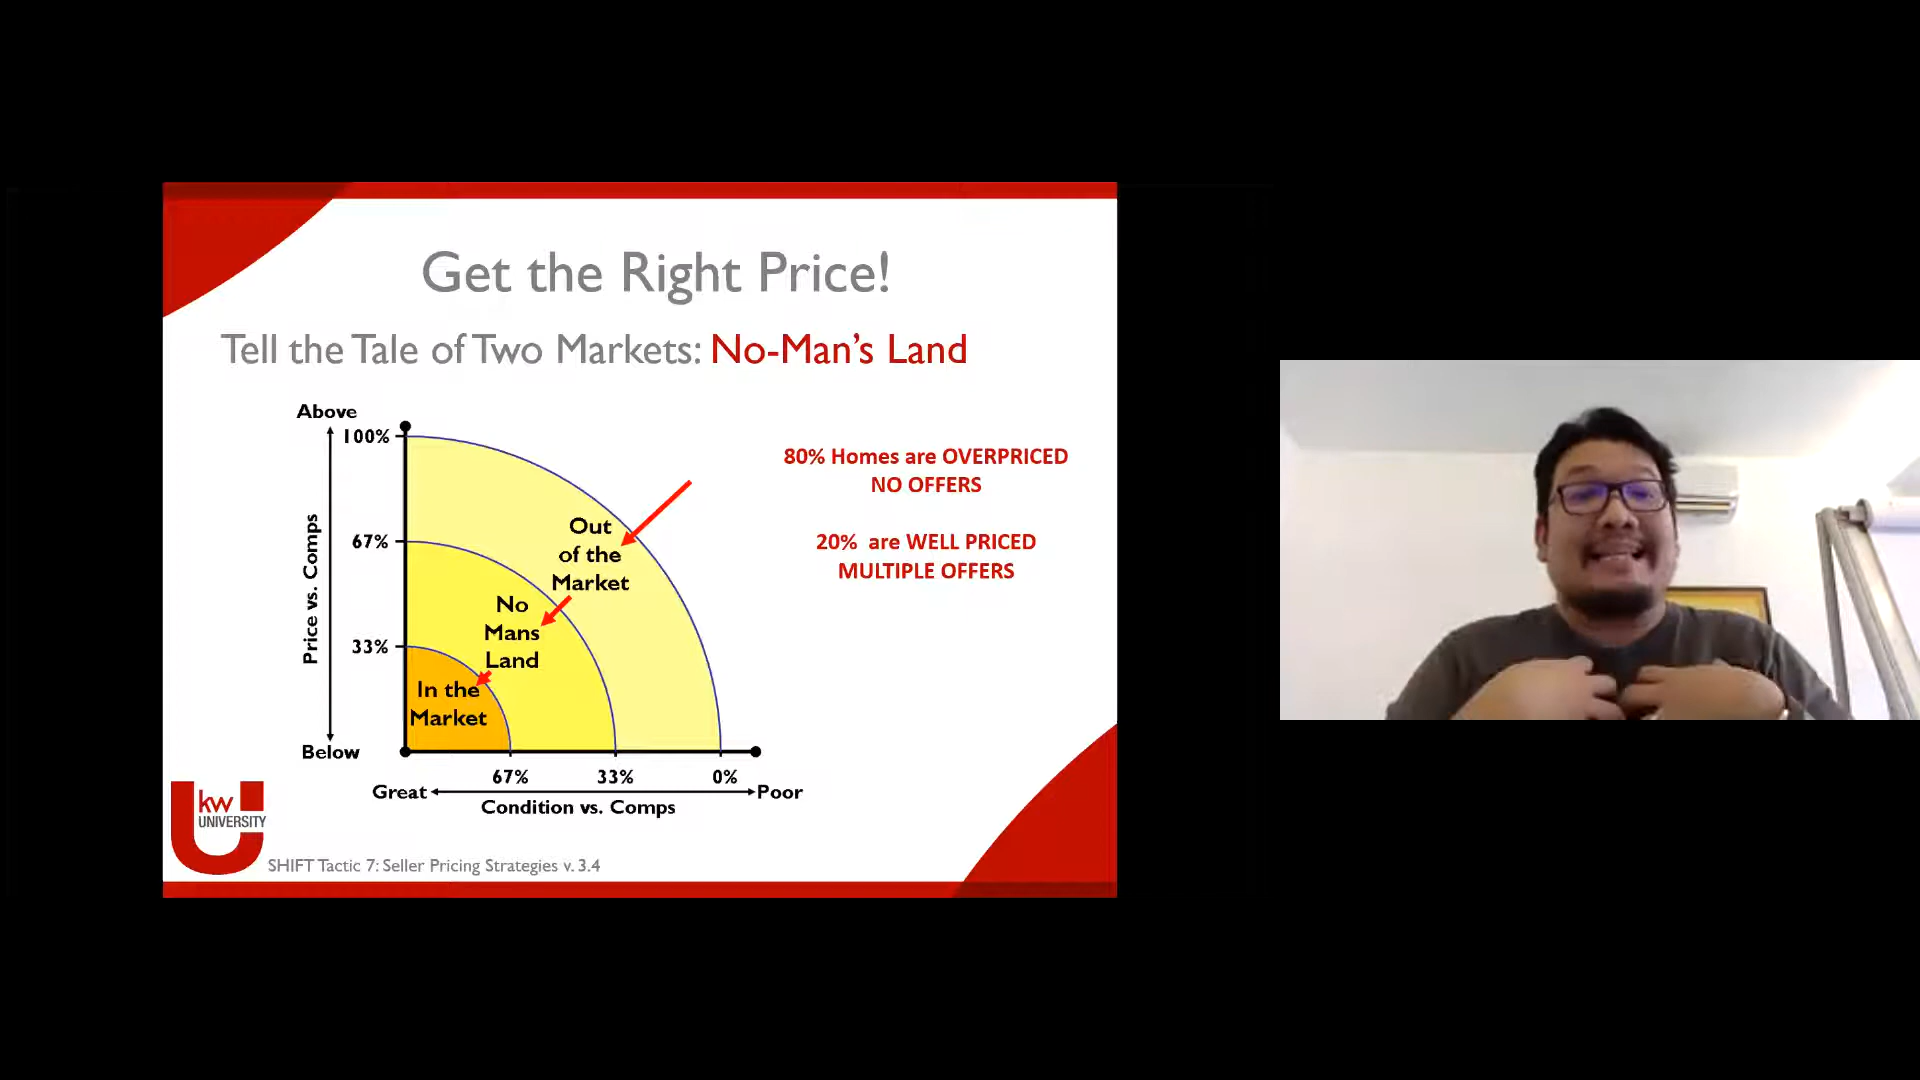 Get the Right Price!
Tell the Tale of Two Markets: No-Man's Land
Above
100%
67%
33%
Below
Price vs. Comps
Out
of the
Market
No
Mans
Land
In the
Market
67%
33%
0%
Great
Poor
Condition vs. Comps
80% Homes are OVERPRICED
NO OFFERS
20% are WELL PRICED
MULTIPLE OFFERS
kw
UNIVERSITY
SHIFT Tactic 7: Seller Pricing Strategies v. 3.4